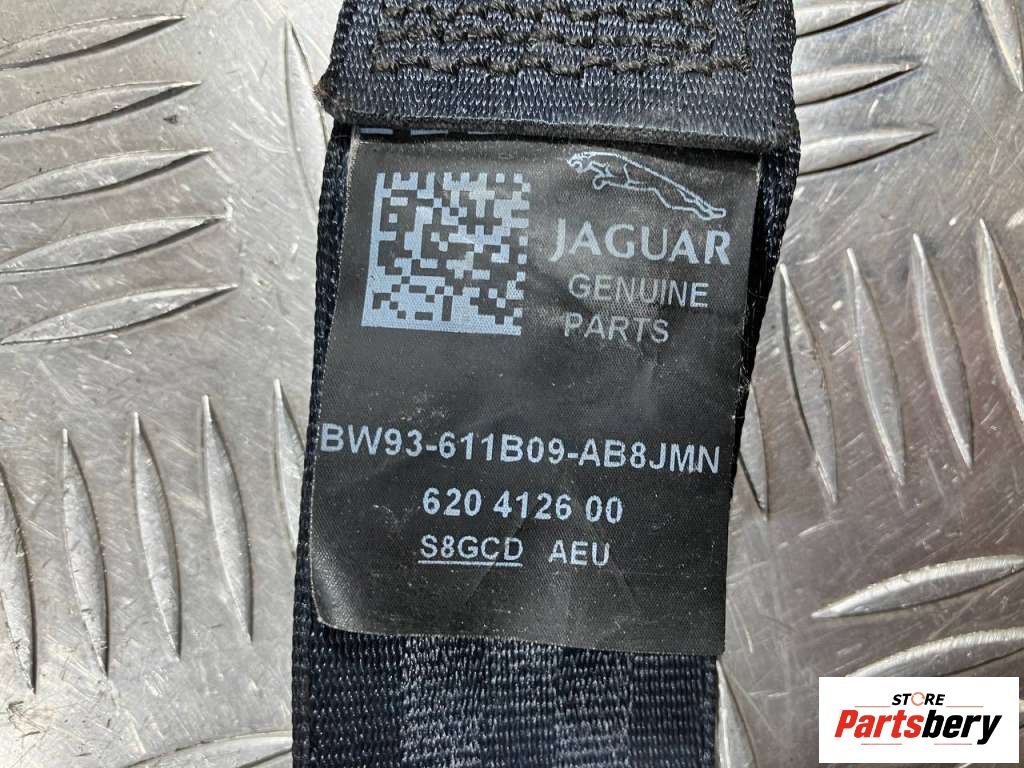 JAGUAR
GENUINE
PARTS
BW93-611B09-AB8JMN
620 4126 00
S8GCD AEU
STORE
Partsbery